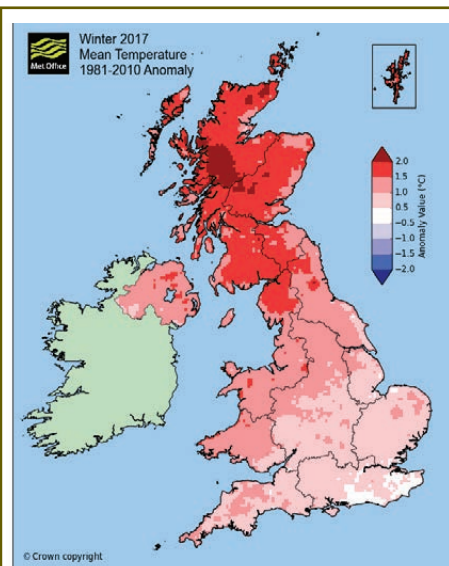 Met Office
Winter 2017
Mean Temperature
1981-2010 Anomaly
2.0
1.5
1.0
0.5
−0.5
−1.0
−1.5
−2.0
Anomaly Value (°C)
© Crown copyright